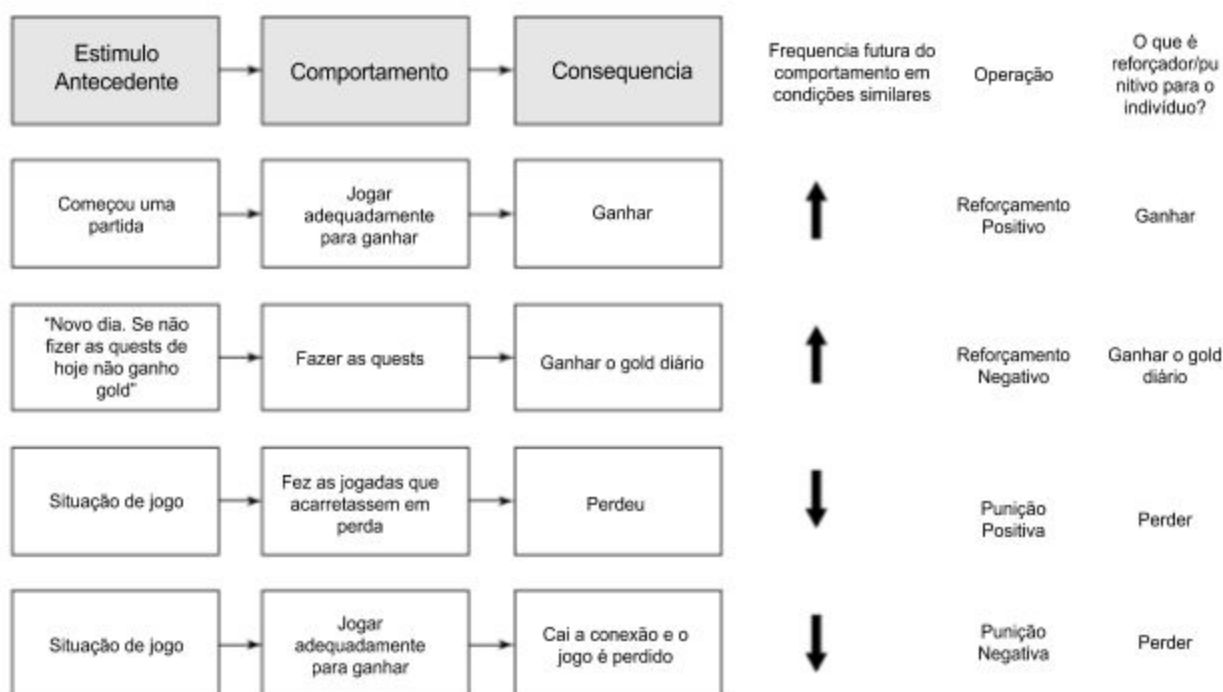 Estimulo
Antecedente
Comportamento
Consequencia
Frequencia futura do
comportamento em
condições similares
Operação
O que é
reforçador/pu
nitivo para o
indivíduo?
Começou uma
partida
Jogar
adequadamente
para ganhar
Ganhar
Reforçamento
Positivo
Ganhar
"Novo dia. Se não
fizer as quests de
hoje não ganho
gold"
Fazer as quests
Ganhar o gold diário
Reforçamento
Negativo
Ganhar o gold
diário
Situação de jogo
Fez as jogadas que
acarretassem em
perda
Perdeu
Punição
Positiva
Perder
Situação de jogo
Jogar
adequadamente
para ganhar
Cai a conexão e o
jogo é perdido
Punição
Negativa
Perder